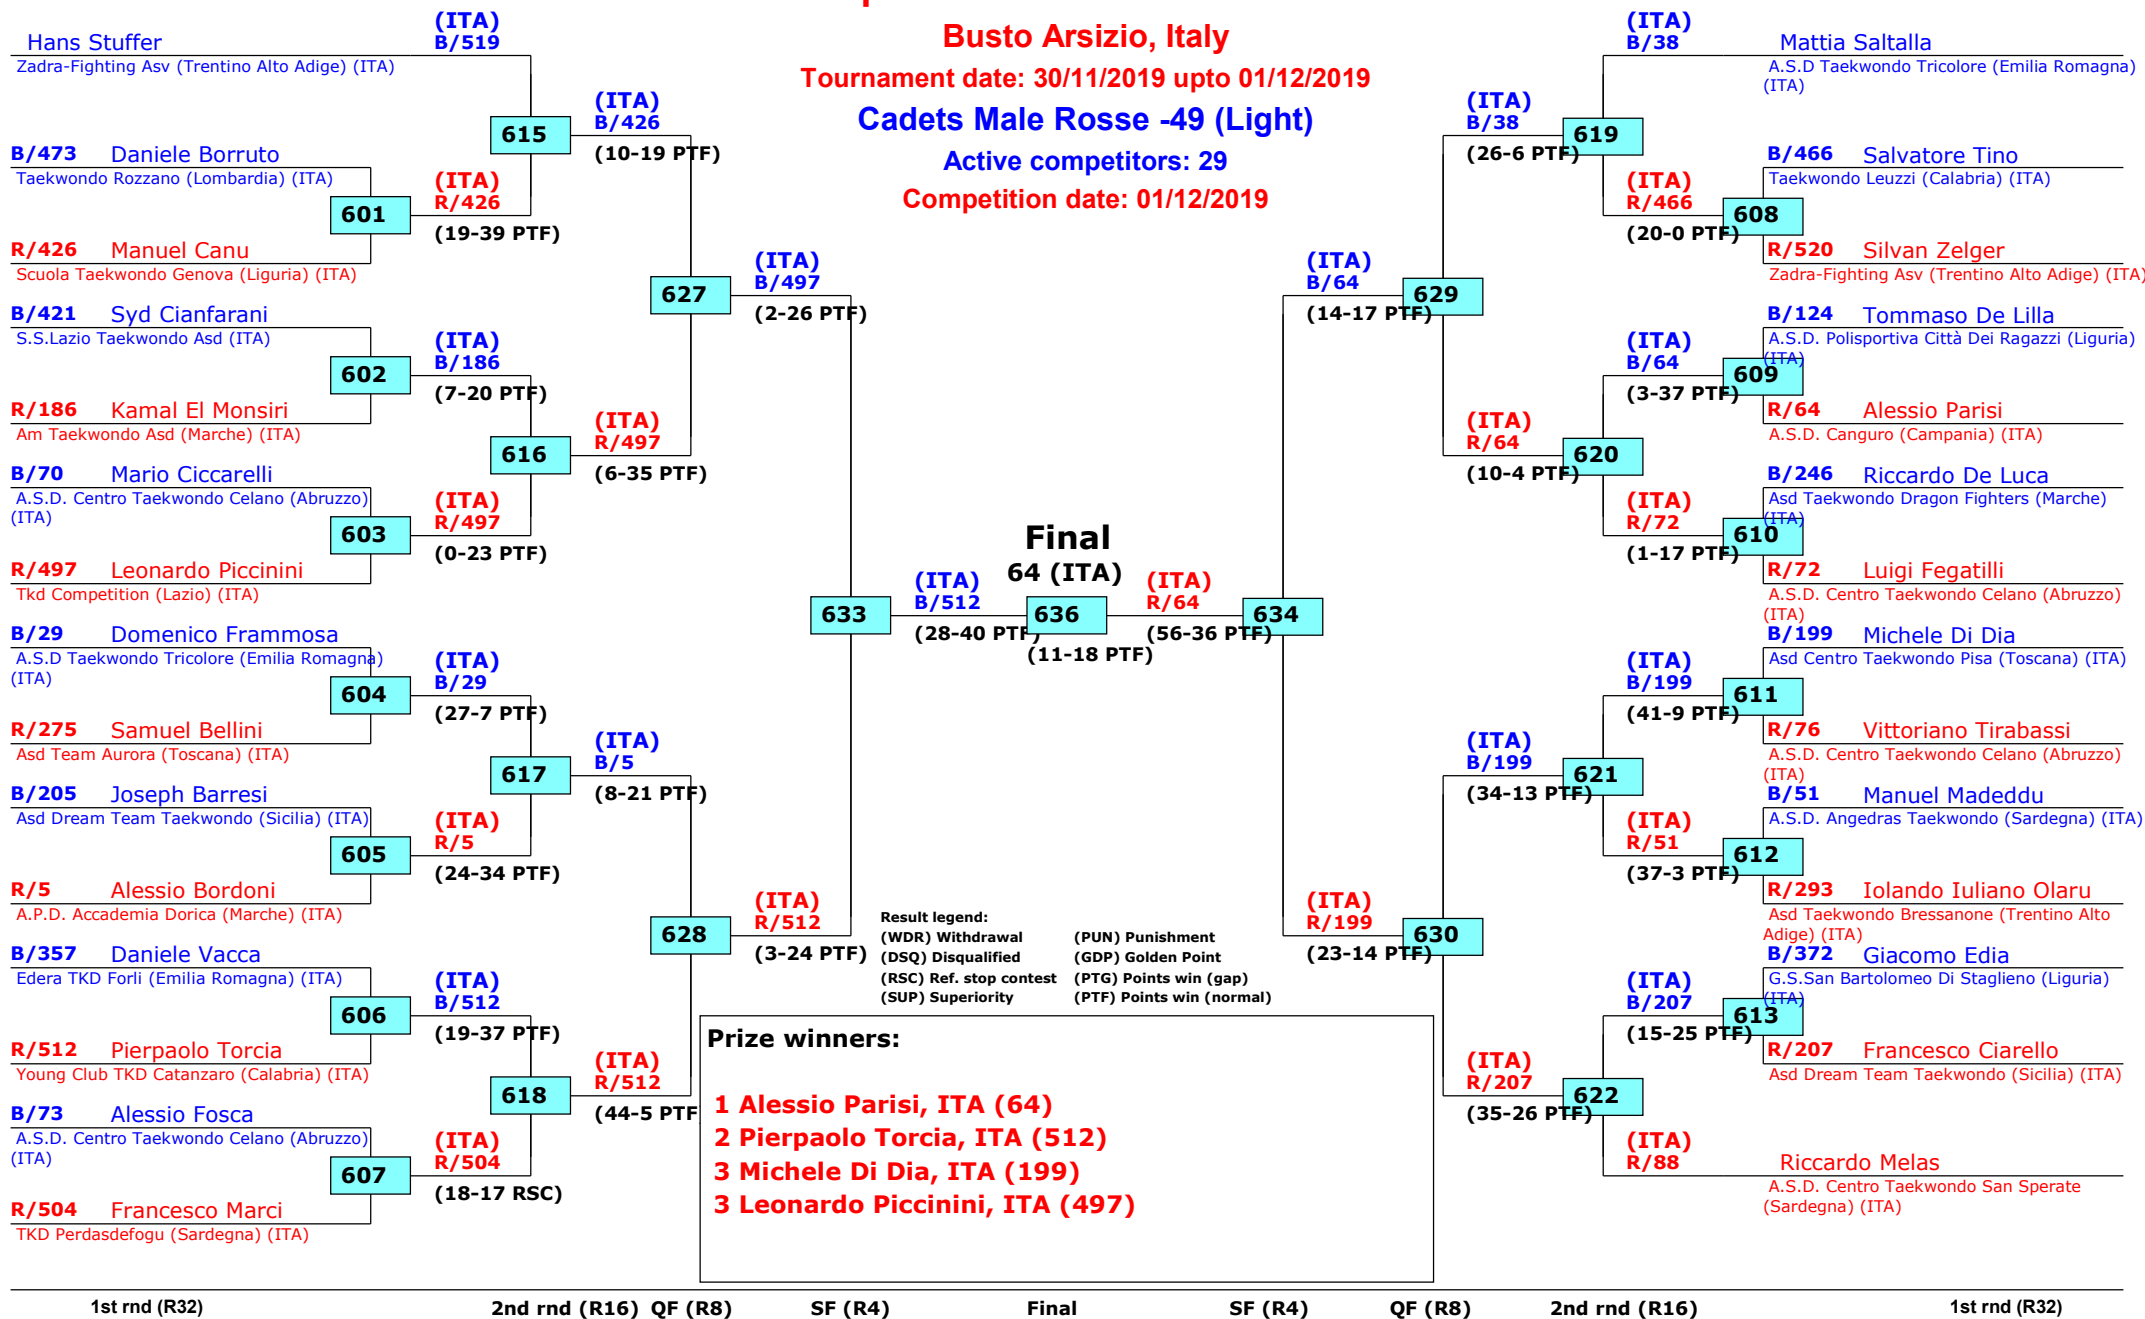 Busto Arsizio, Italy
Tournament date: 30/11/2019 upto 01/12/2019
Cadets Male Rosse -49 (Light)
Active competitors: 29
Competition date: 01/12/2019
Hans Stuffer
Zadra-Fighting Asv (Trentino Alto Adige) (ITA)
(ITA)
B/519
B/473 Daniele Borruto
Taekwondo Rozzano (Lombardia) (ITA)
601
R/426 Manuel Canu
Scuola Taekwondo Genova (Liguria) (ITA)
(ITA)
R/426
(19-39 PTF)
615
(ITA)
B/426
(10-19 PTF)
B/421 Syd Cianfarani
S.S.Lazio Taekwondo Asd (ITA)
602
R/186 Kamal El Monsiri
Am Taekwondo Asd (Marche) (ITA)
(ITA)
B/186
(7-20 PTF)
B/70 Mario Ciccarelli
A.S.D. Centro Taekwondo Celano (Abruzzo)
(ITA)
603
R/497 Leonardo Piccinini
Tkd Competition (Lazio) (ITA)
(ITA)
R/497
(0-23 PTF)
616
(ITA)
R/497
(6-35 PTF)
627
(ITA)
B/497
(2-26 PTF)
B/29 Domenico Frammosa
A.S.D Taekwondo Tricolore (Emilia Romagna)
(ITA)
604
R/275 Samuel Bellini
Asd Team Aurora (Toscana) (ITA)
(ITA)
B/29
(27-7 PTF)
B/205 Joseph Barresi
Asd Dream Team Taekwondo (Sicilia) (ITA)
605
R/5 Alessio Bordoni
A.P.D. Accademia Dorica (Marche) (ITA)
(ITA)
R/5
(24-34 PTF)
617
(ITA)
B/5
(8-21 PTF)
B/357 Daniele Vacca
Edera TKD Forli (Emilia Romagna) (ITA)
606
R/512 Pierpaolo Torcia
Young Club TKD Catanzaro (Calabria) (ITA)
(ITA)
B/512
(19-37 PTF)
B/73 Alessio Fosca
A.S.D. Centro Taekwondo Celano (Abruzzo)
(ITA)
607
R/504 Francesco Marci
TKD Perdasdefogu (Sardegna) (ITA)
(ITA)
R/504
(18-17 RSC)
618
(ITA)
R/512
(44-5 PTF
628
(ITA)
R/512
(3-24 PTF)
633
(ITA)
B/512
(28-40 PTF)
Final
64 (ITA)
636
(11-18 PTF)
(ITA)
R/64
(56-36 PTF)
634
(ITA)
B/64
(14-17 PTF)
629
(ITA)
B/38
(26-6 PTF)
619
(ITA)
B/38
Mattia Saltalla
A.S.D Taekwondo Tricolore (Emilia Romagna)
(ITA)
(ITA)
R/466
(20-0 PTF)
608
B/466 Salvatore Tino
Taekwondo Leuzzi (Calabria) (ITA)
R/520 Silvan Zelger
Zadra-Fighting Asv (Trentino Alto Adige) (ITA)
(ITA)
R/64
(10-4 PTF)
620
(ITA)
B/64
(3-37 PTF)
609
B/124 Tommaso De Lilla
A.S.D. Polisportiva Città Dei Ragazzi (Liguria)
(ITA)
R/64 Alessio Parisi
A.S.D. Canguro (Campania) (ITA)
(ITA)
R/72
(1-17 PTF)
610
B/246 Riccardo De Luca
Asd Taekwondo Dragon Fighters (Marche)
(ITA)
R/72 Luigi Fegatilli
A.S.D. Centro Taekwondo Celano (Abruzzo)
(ITA)
(ITA)
R/199
(23-14 PTF)
630
(ITA)
B/199
(34-13 PTF)
621
(ITA)
B/199
(41-9 PTF)
611
B/199 Michele Di Dia
Asd Centro Taekwondo Pisa (Toscana) (ITA)
R/76 Vittoriano Tirabassi
A.S.D. Centro Taekwondo Celano (Abruzzo)
(ITA)
(ITA)
R/51
(37-3 PTF)
612
B/51 Manuel Madeddu
A.S.D. Angedras Taekwondo (Sardegna) (ITA)
R/293 Iolando Iuliano Olaru
Asd Taekwondo Bressanone (Trentino Alto
Adige) (ITA)
(ITA)
R/207
(35-26 PTF)
622
(ITA)
B/207
(15-25 PTF)
613
B/372 Giacomo Edia
G.S.San Bartolomeo Di Staglieno (Liguria)
(ITA)
R/207 Francesco Ciarello
Asd Dream Team Taekwondo (Sicilia) (ITA)
(ITA)
R/88
Riccardo Melas
A.S.D. Centro Taekwondo San Sperate
(Sardegna) (ITA)
Result legend:
(WDR) Withdrawal (PUN) Punishment
(DSQ) Disqualified (GDP) Golden Point
(RSC) Ref. stop contest (PTG) Points win (gap)
(SUP) Superiority (PTF) Points win (normal)
Prize winners:
1 Alessio Parisi, ITA (64)
2 Pierpaolo Torcia, ITA (512)
3 Michele Di Dia, ITA (199)
3 Leonardo Piccinini, ITA (497)
1st rnd (R32) 2nd rnd (R16) QF (R8) SF (R4) Final SF (R4) QF (R8) 2nd rnd (R16) 1st rnd (R32)